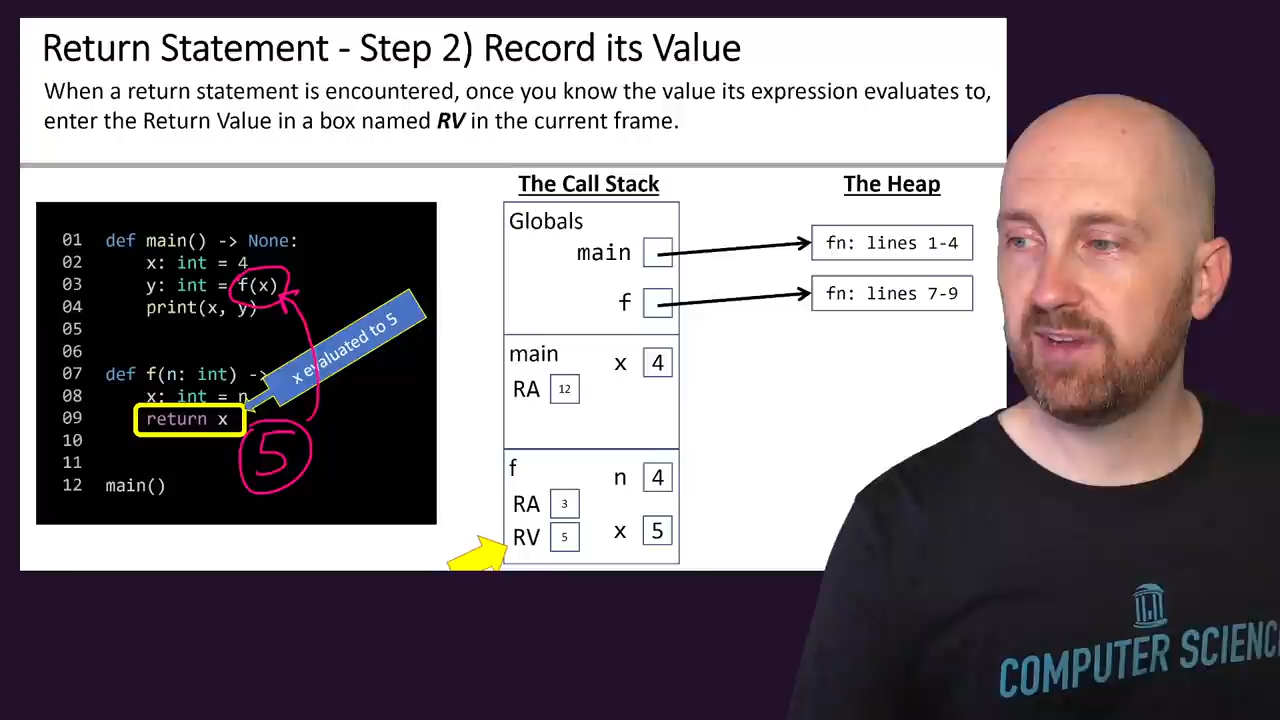 Return Statement - Step 2) Record its Value
When a return statement is encountered, once you know the value its expression evaluates to,
enter the Return Value in a box named RV in the current frame.
The Call Stack
The Heap
01 def main() -> None:
02 x: int = 4
03 y: int = f(x)
04 print(x, y)
05
06
07 def f(n: int) ->
08 x: int = n
09 return x
10
11
12 main()
x evaluated to 5
5
Globals
main
f
fn: lines 1-4
fn: lines 7-9
main
x 4
RA 12
f
n 4
RA 3
RV 5
x 5
COMPUTER SCIENC